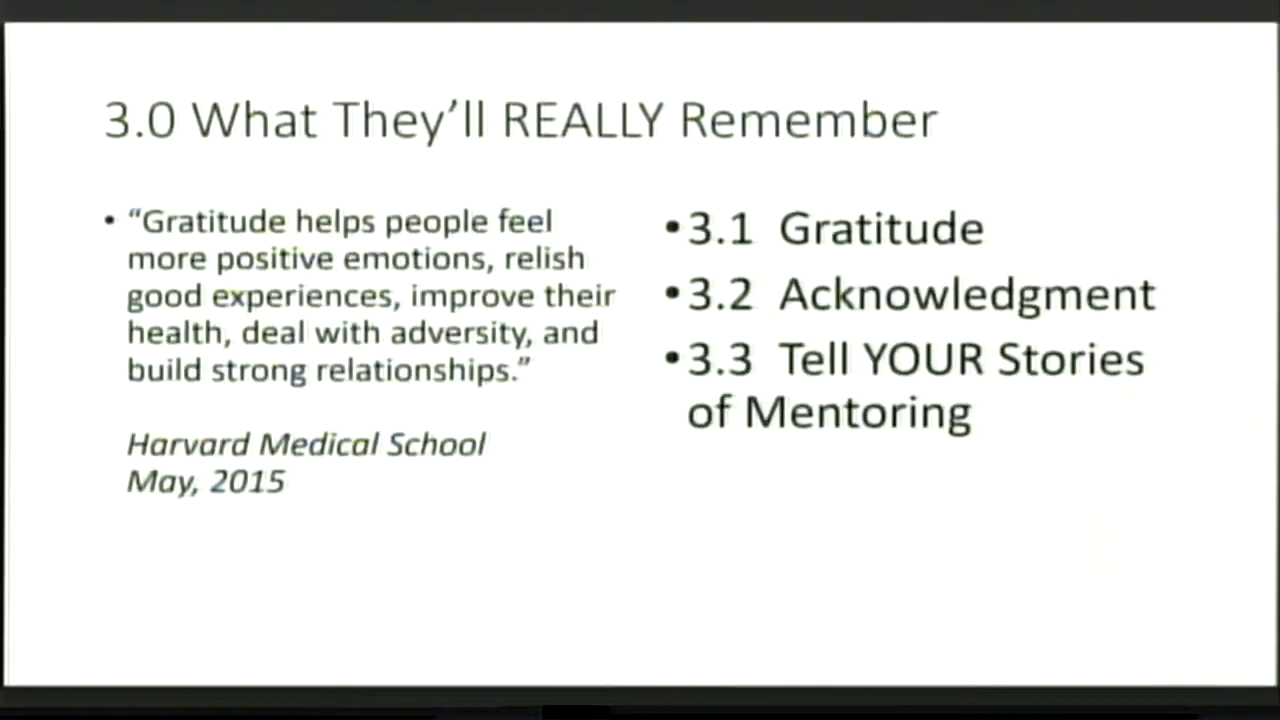 3.0 What They’ll REALLY Remember
• “Gratitude helps people feel
more positive emotions, relish
good experiences, improve their
health, deal with adversity, and
build strong relationships.”
Harvard Medical School
May, 2015
• 3.1 Gratitude
• 3.2 Acknowledgment
• 3.3 Tell YOUR Stories
of Mentoring